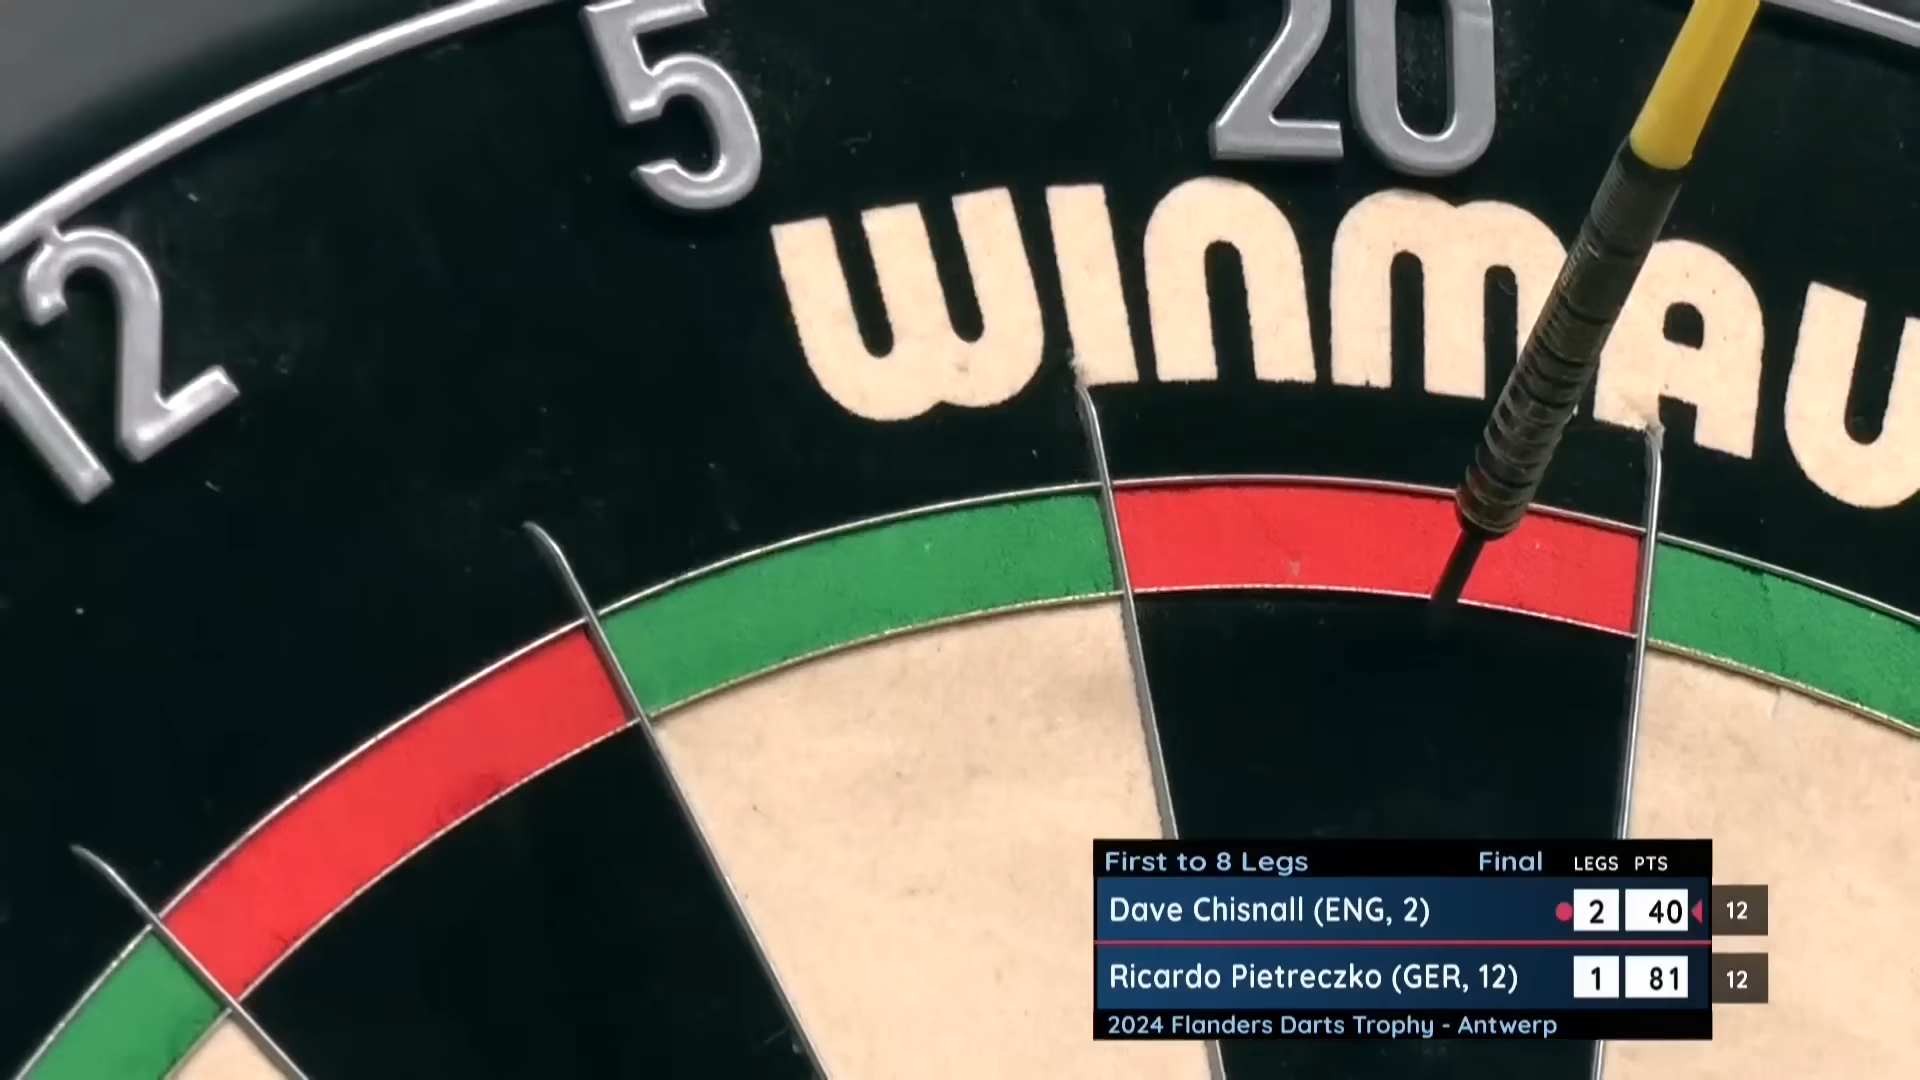 5
20
12
WINMAU
First to 8 Legs Final LEGS PTS
Dave Chisnall (ENG, 2) 2 40 12
Ricardo Pietreczko (GER, 12) 1 81 12
2024 Flanders Darts Trophy - Antwerp